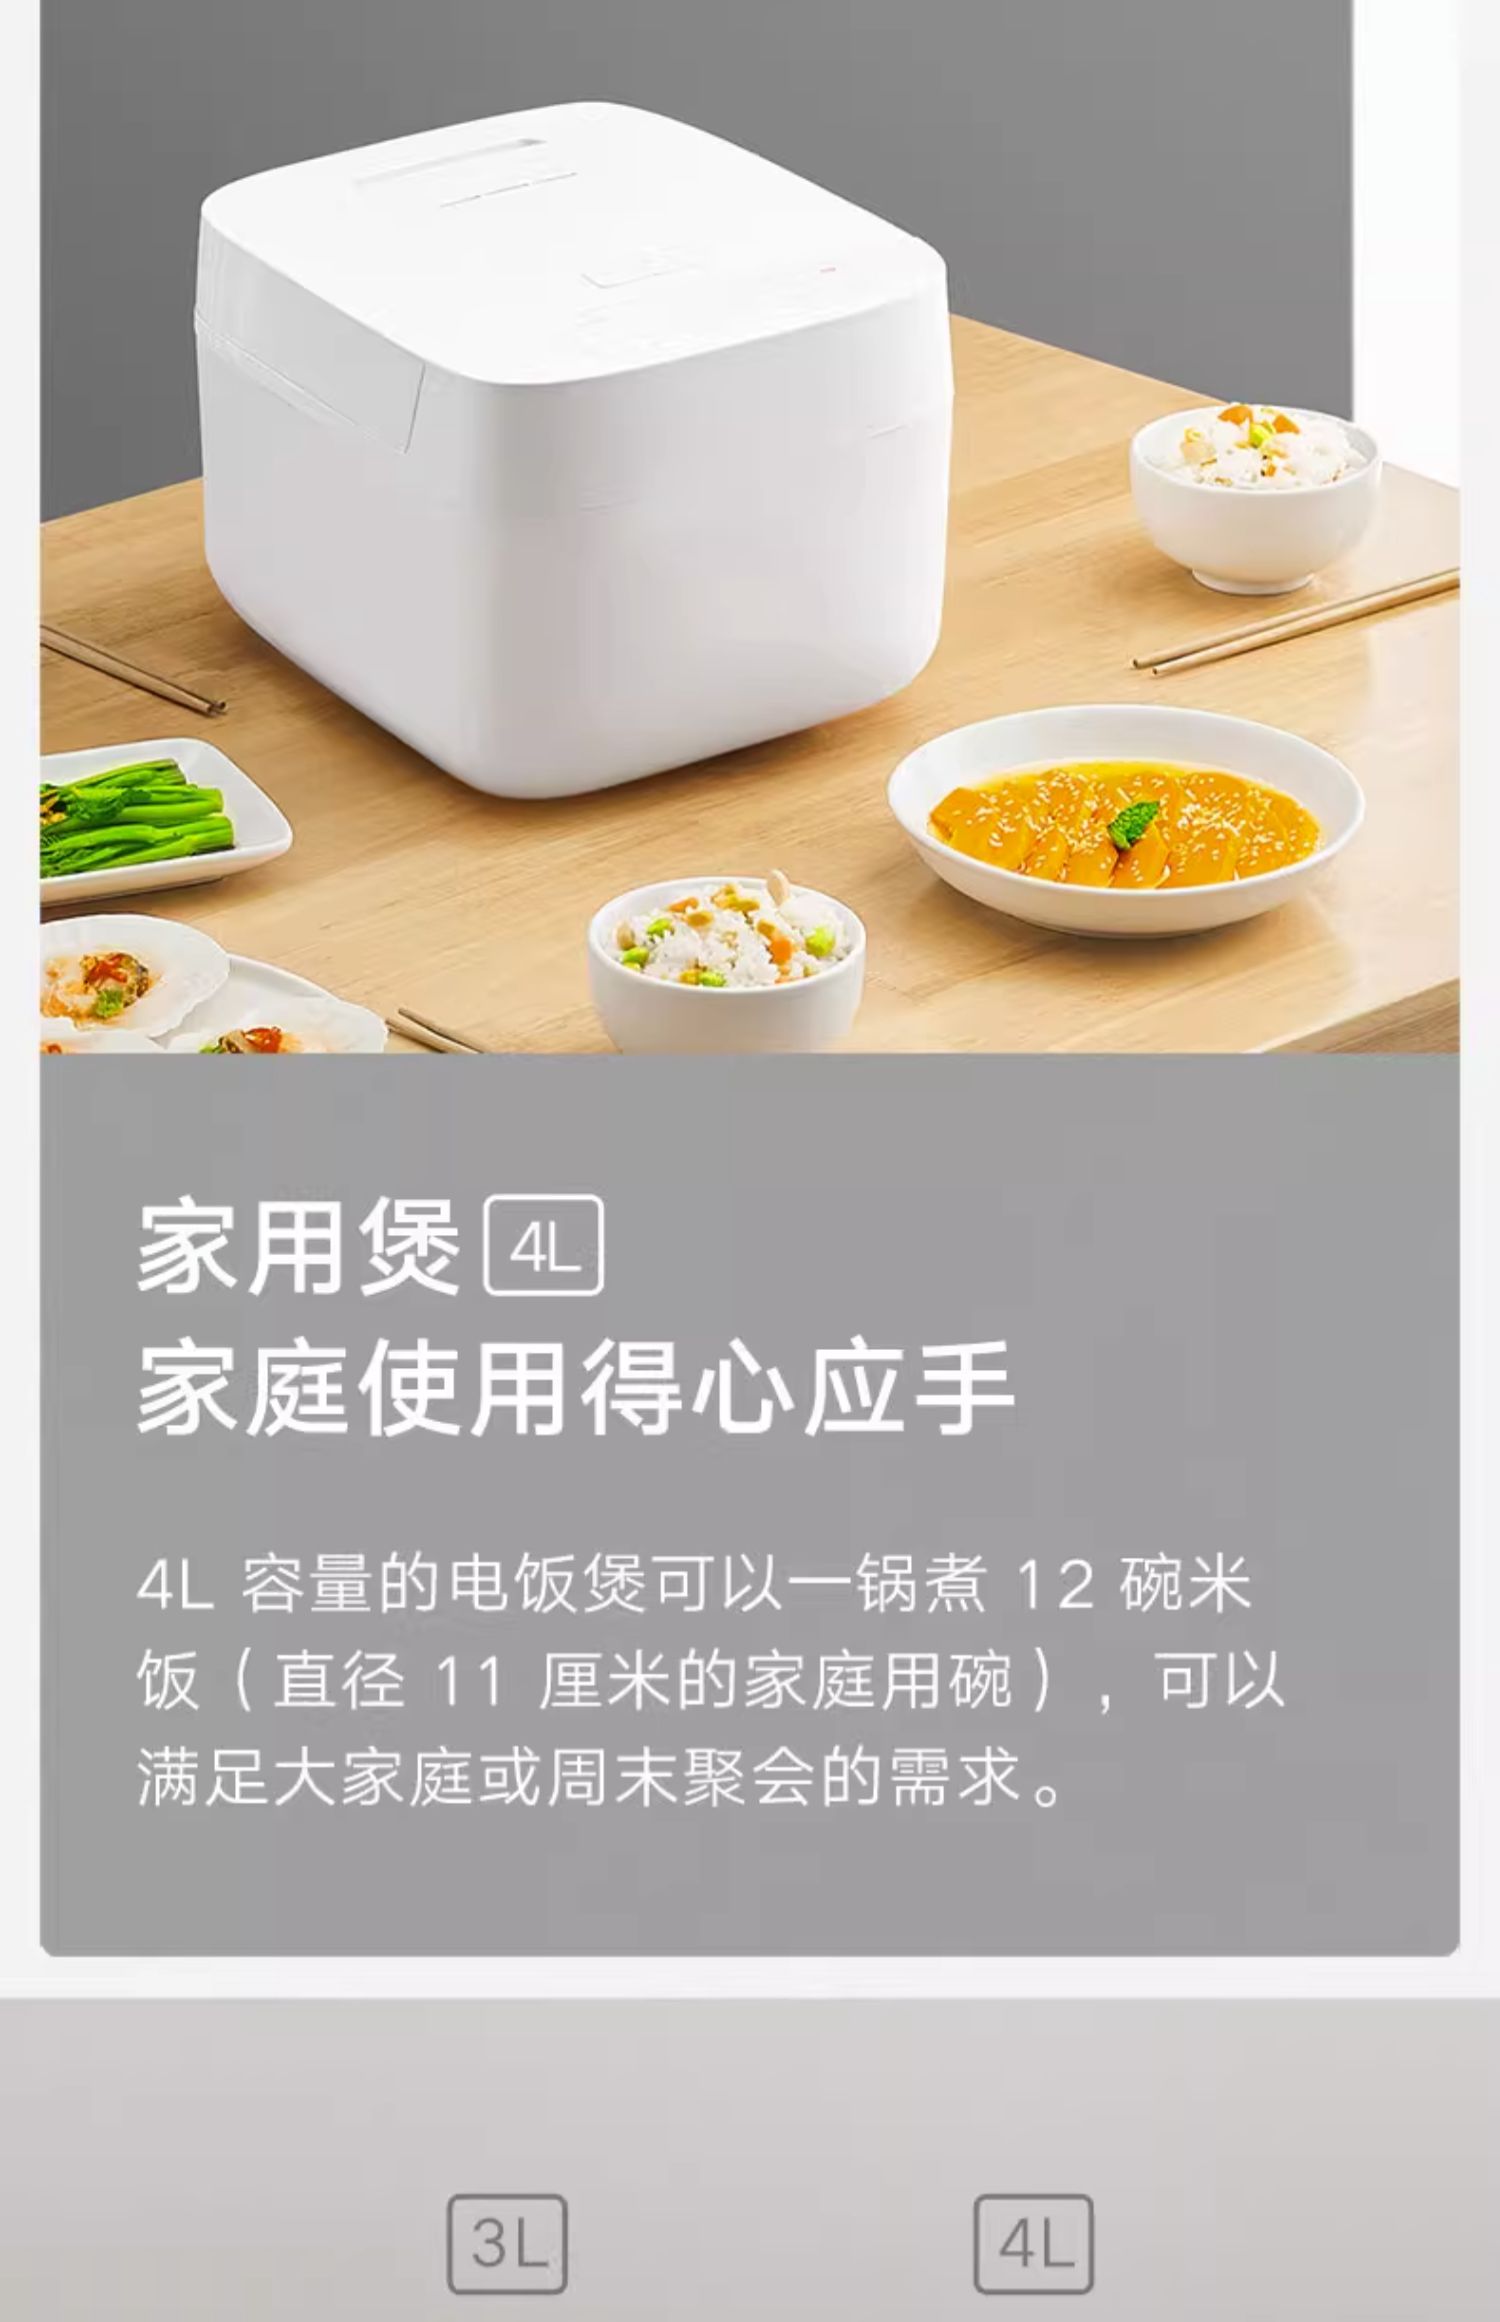 家用煲 4L
家庭使用得心应手
4L 容量的电饭煲可以一锅煮 12 碗米
饭（直径 11 厘米的家庭用碗），可以
满足大家庭或周末聚会的需求。
3L 4L